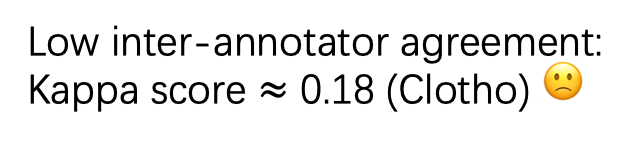 Low inter-annotator agreement:
Kappa score ≈ 0.18 (Clotho) 🙁